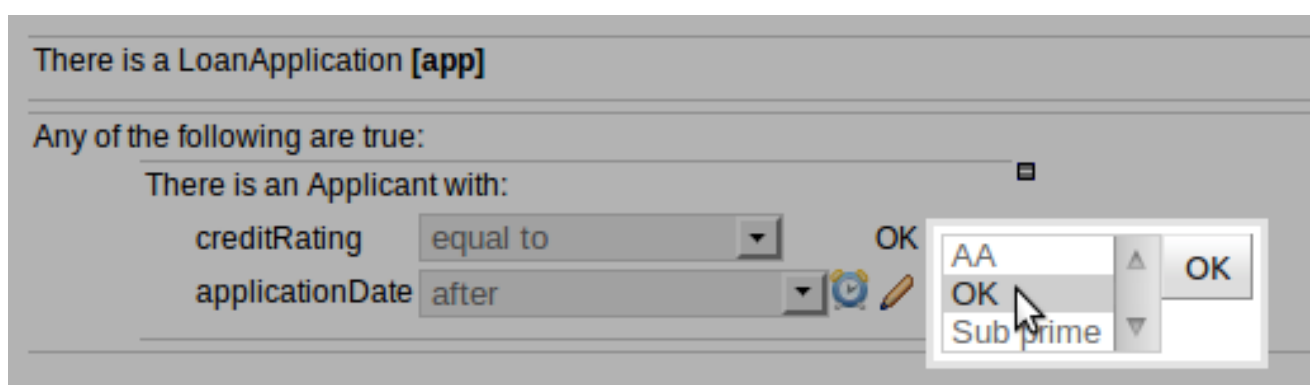 There is a LoanApplication [app]
Any of the following are true:
There is an Applicant with:
creditRating equal to OK
AA
OK
Sub prime
OK
applicationDate after